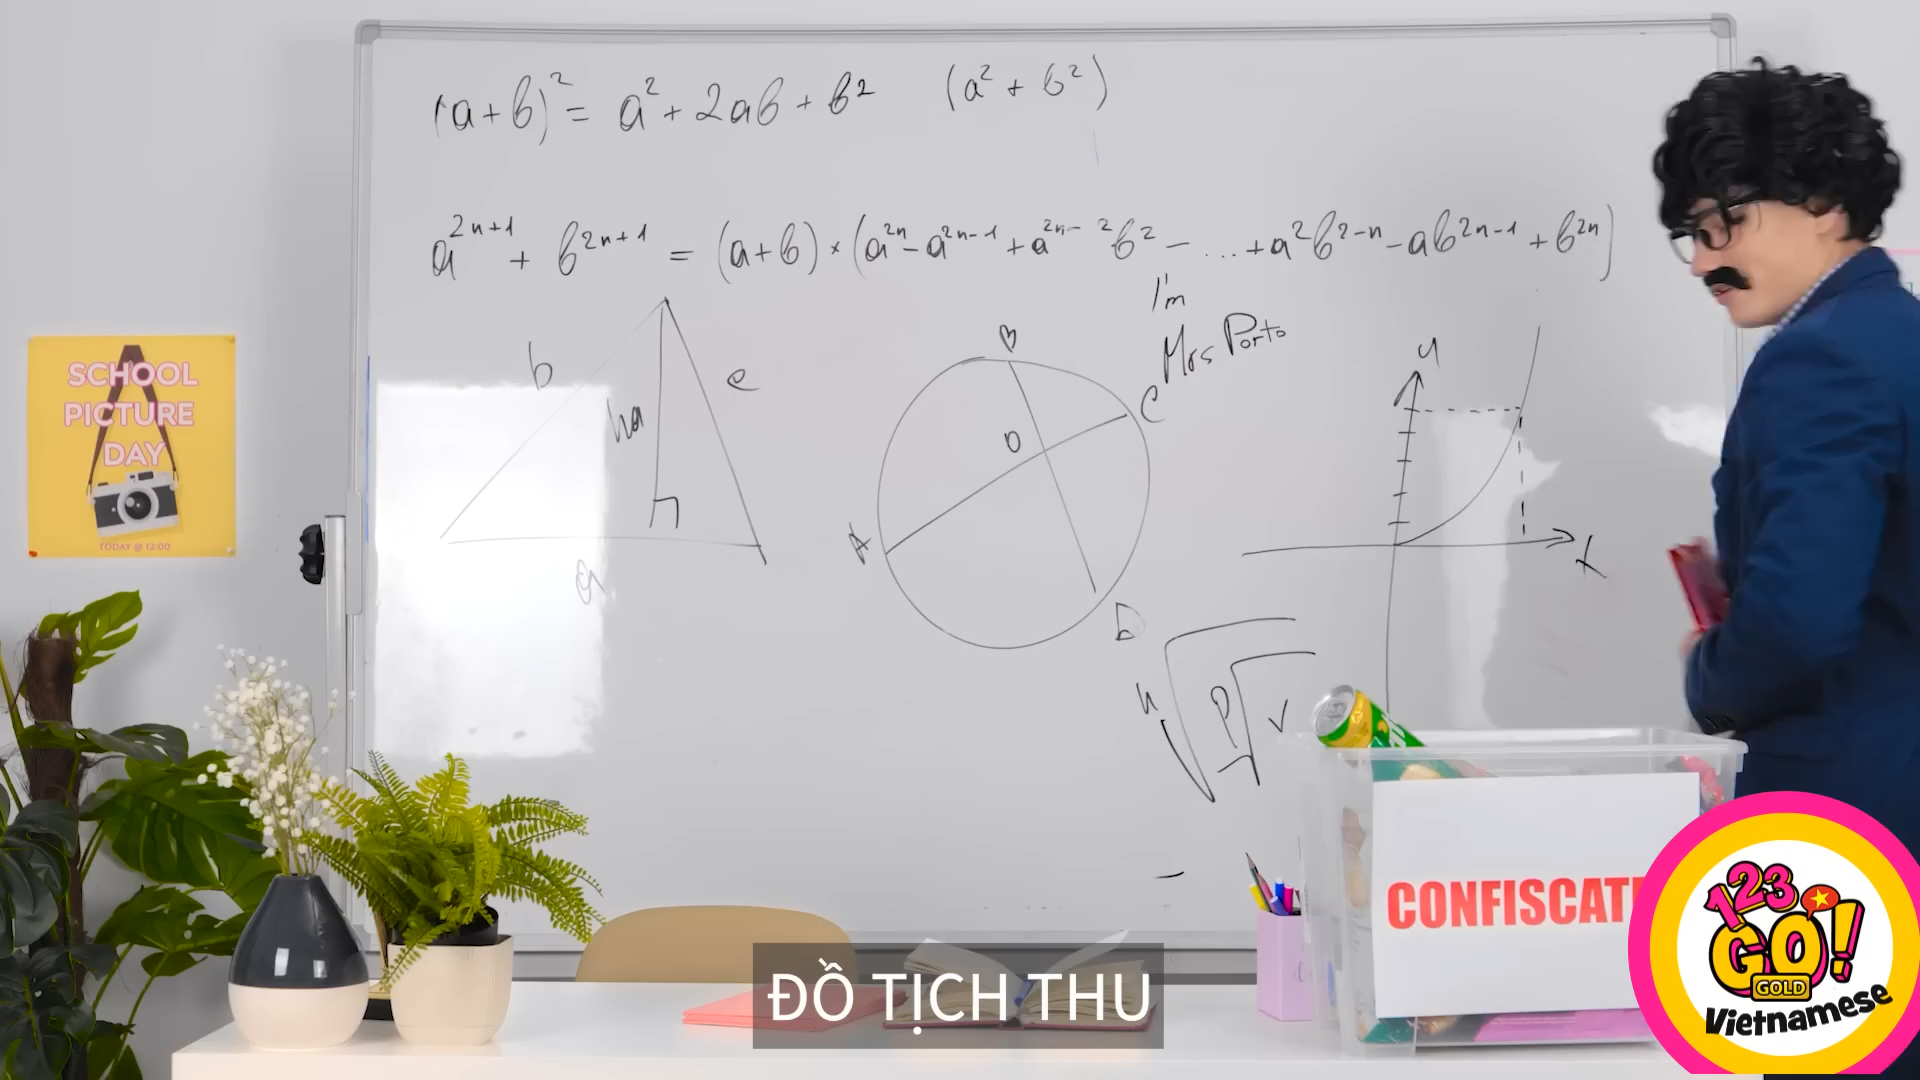 (a+b)² = a² + 2ab + b² (a² + b²)
a²ⁿ⁺¹ + b²ⁿ⁺¹ = (a+b) × (a²ⁿ - a²ⁿ⁻¹ + a²ⁿ⁻²b² - ... + a²b²⁻ⁿ - ab²ⁿ⁻¹ + b²ⁿ)
I'm
Mrs Porto
b
ha
e
a
B
C
O
A
D
y
x
n
P
V
SCHOOL
PICTURE
DAY
TODAY @ 12:00
CONFISCAT
123
GO!
GOLD
Vietnamese
ĐỒ TỊCH THU